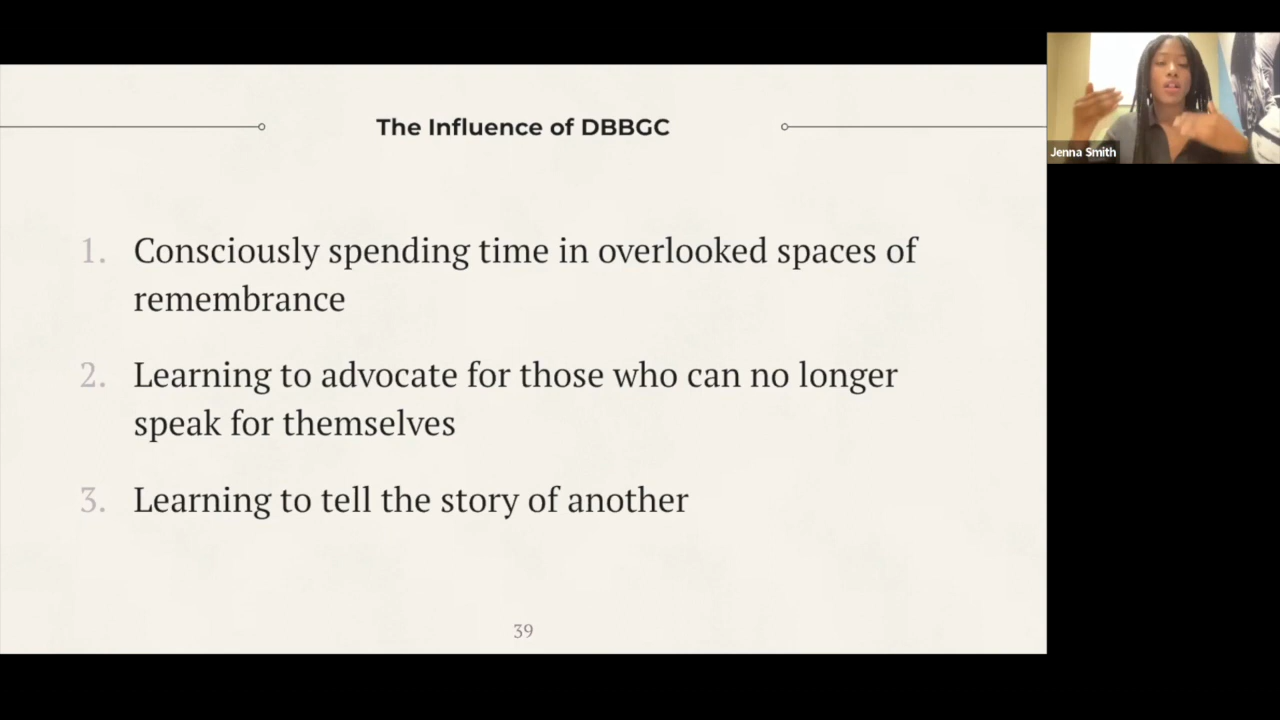 The Influence of DBBGC
Jenna Smith
1. Consciously spending time in overlooked spaces of
remembrance
2. Learning to advocate for those who can no longer
speak for themselves
3. Learning to tell the story of another
39